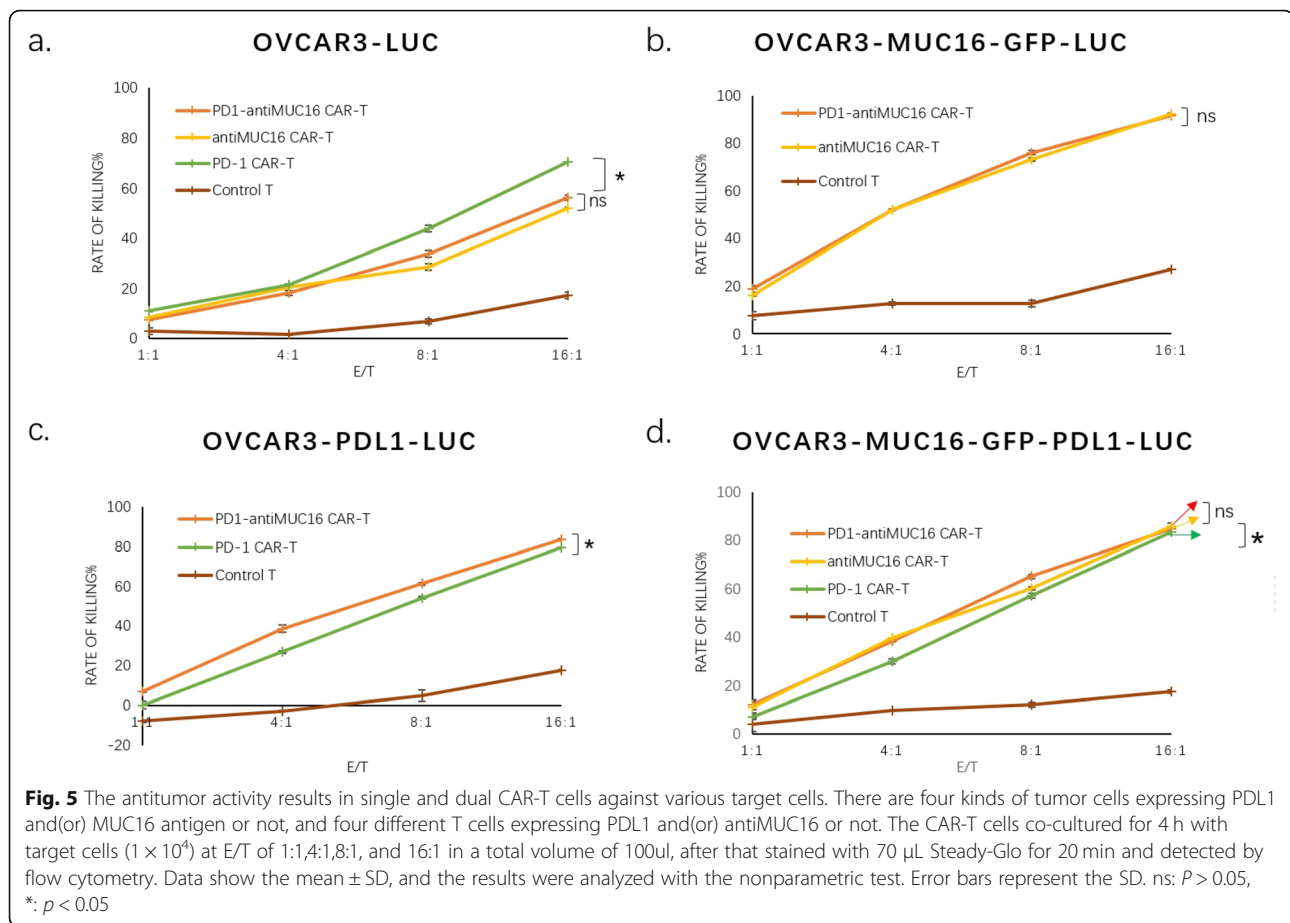 a.
OVCAR3-LUC
100
80
60
40
20
0
RATE OF KILLING%
PD1-antiMUC16 CAR-T
antiMUC16 CAR-T
PD-1 CAR-T
Control T
*
ns
1:1
4:1
8:1
16:1
E/T
b.
OVCAR3-MUC16-GFP-LUC
100
80
60
40
20
0
RATE OF KILLING%
PD1-antiMUC16 CAR-T
antiMUC16 CAR-T
Control T
ns
1:1
4:1
8:1
16:1
E/T
c.
OVCAR3-PDL1-LUC
100
80
60
40
20
0
-20
RATE OF KILLING%
PD1-antiMUC16 CAR-T
PD-1 CAR-T
Control T
*
1:1
4:1
8:1
16:1
E/T
d.
OVCAR3-MUC16-GFP-PDL1-LUC
100
80
60
40
20
0
RATE OF KILLING%
PD1-antiMUC16 CAR-T
antiMUC16 CAR-T
PD-1 CAR-T
Control T
ns
*
1:1
4:1
8:1
16:1
E/T
Fig. 5 The antitumor activity results in single and dual CAR-T cells against various target cells. There are four kinds of tumor cells expressing PDL1
and(or) MUC16 antigen or not, and four different T cells expressing PDL1 and(or) antiMUC16 or not. The CAR-T cells co-cultured for 4 h with
target cells (1 × 10⁴) at E/T of 1:1,4:1,8:1, and 16:1 in a total volume of 100ul, after that stained with 70 μL Steady-Glo for 20 min and detected by
flow cytometry. Data show the mean ± SD, and the results were analyzed with the nonparametric test. Error bars represent the SD. ns: P > 0.05,
*: p < 0.05